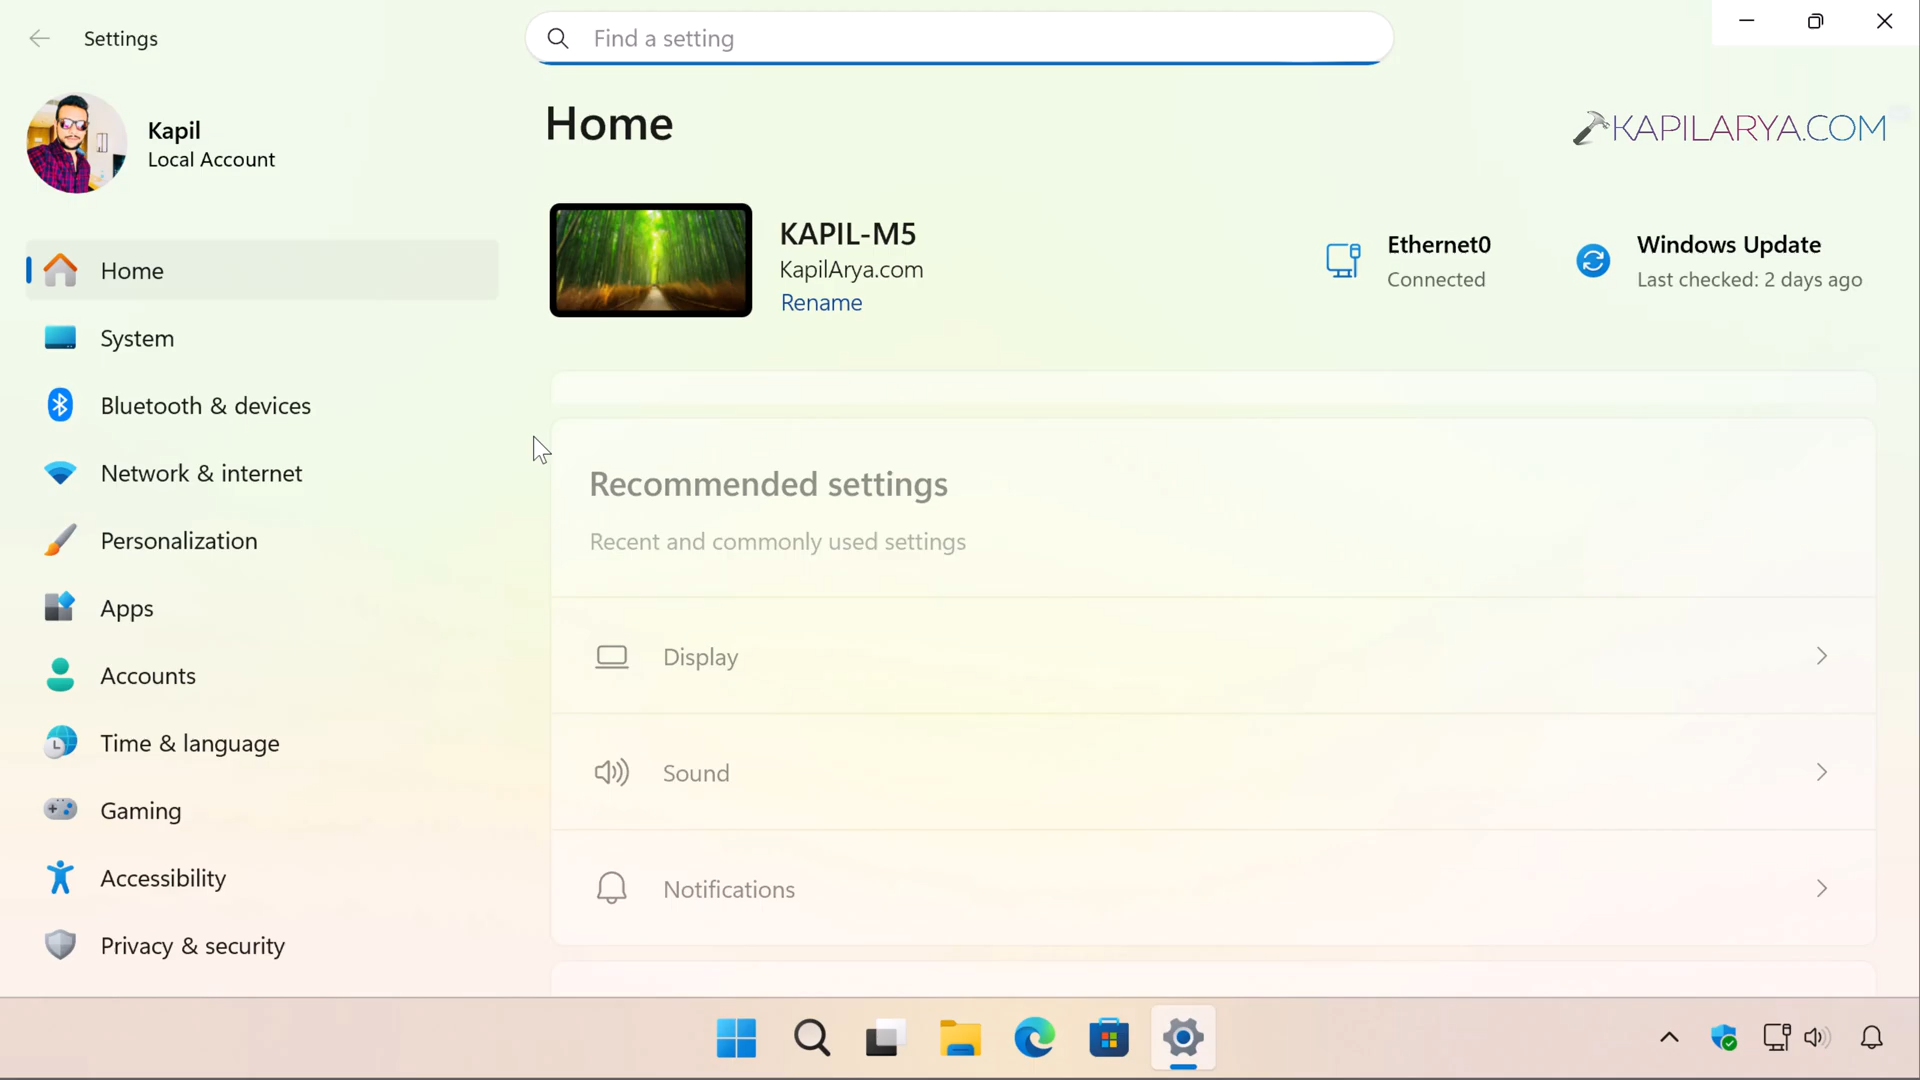 Settings
Find a setting
Kapil
Local Account
Home
System
Bluetooth & devices
Network & internet
Personalization
Apps
Accounts
Time & language
Gaming
Accessibility
Privacy & security
Home
KAPILARYA.COM
KAPIL-M5
KapilArya.com
Rename
Ethernet0
Connected
Windows Update
Last checked: 2 days ago
Recommended settings
Recent and commonly used settings
Display
Sound
Notifications